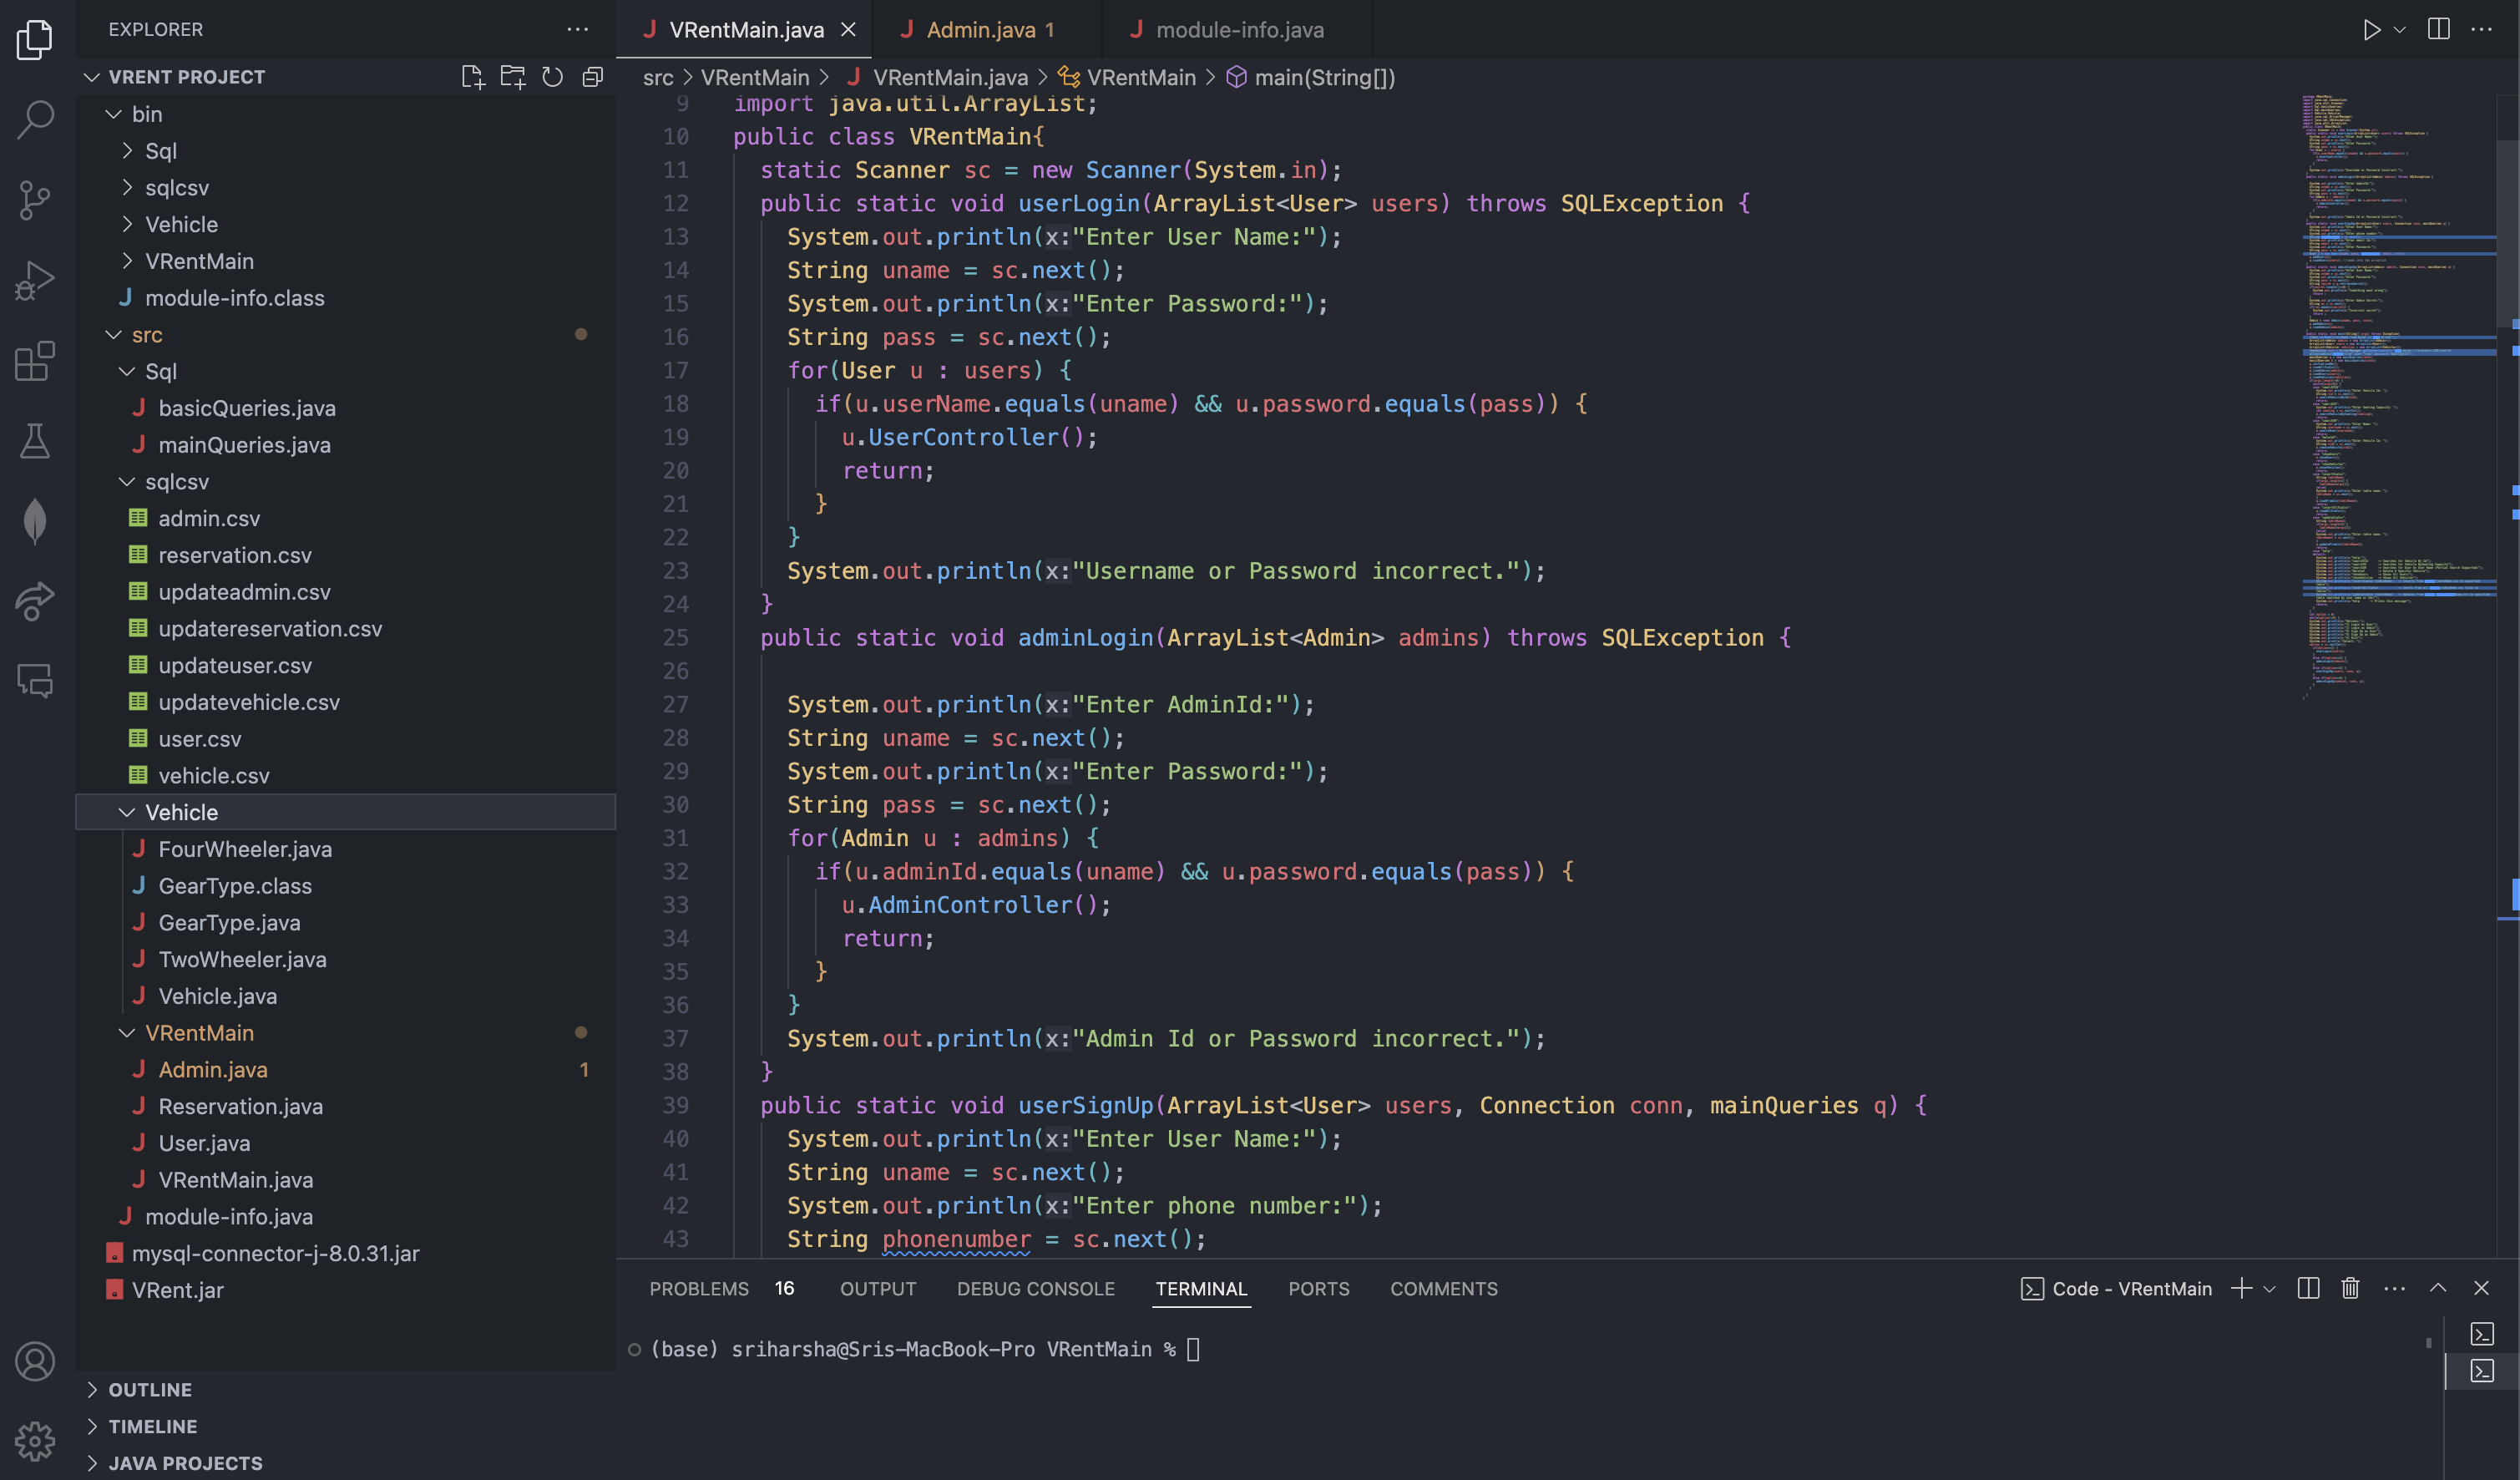 EXPLORER
VRENT PROJECT
bin
Sql
sqlcsv
Vehicle
VRentMain
module-info.class
src
Sql
basicQueries.java
mainQueries.java
sqlcsv
admin.csv
reservation.csv
updateadmin.csv
updatereservation.csv
updateuser.csv
updatevehicle.csv
user.csv
vehicle.csv
Vehicle
FourWheeler.java
GearType.class
GearType.java
TwoWheeler.java
Vehicle.java
VRentMain
Admin.java 1
Reservation.java
User.java
VRentMain.java
module-info.java
mysql-connector-j-8.0.31.jar
VRent.jar
OUTLINE
TIMELINE
JAVA PROJECTS
VRentMain.java Admin.java 1 module-info.java
src > VRentMain > VRentMain.java > VRentMain > main(String[])
9 import java.util.ArrayList;
10 public class VRentMain{
11 static Scanner sc = new Scanner(System.in);
12 public static void userLogin(ArrayList<User> users) throws SQLException {
13 System.out.println(x:"Enter User Name:");
14 String uname = sc.next();
15 System.out.println(x:"Enter Password:");
16 String pass = sc.next();
17 for(User u : users) {
18 if(u.userName.equals(uname) && u.password.equals(pass)) {
19 u.UserController();
20 return;
21 }
22 }
23 System.out.println(x:"Username or Password incorrect.");
24 }
25 public static void adminLogin(ArrayList<Admin> admins) throws SQLException {
26
27 System.out.println(x:"Enter AdminId:");
28 String uname = sc.next();
29 System.out.println(x:"Enter Password:");
30 String pass = sc.next();
31 for(Admin u : admins) {
32 if(u.adminId.equals(uname) && u.password.equals(pass)) {
33 u.AdminController();
34 return;
35 }
36 }
37 System.out.println(x:"Admin Id or Password incorrect.");
38 }
39 public static void userSignUp(ArrayList<User> users, Connection conn, mainQueries q) {
40 System.out.println(x:"Enter User Name:");
41 String uname = sc.next();
42 System.out.println(x:"Enter phone number:");
43 String phonenumber = sc.next();
PROBLEMS 16 OUTPUT DEBUG CONSOLE TERMINAL PORTS COMMENTS Code - VRentMain
(base) sriharsha@Sris-MacBook-Pro VRentMain %